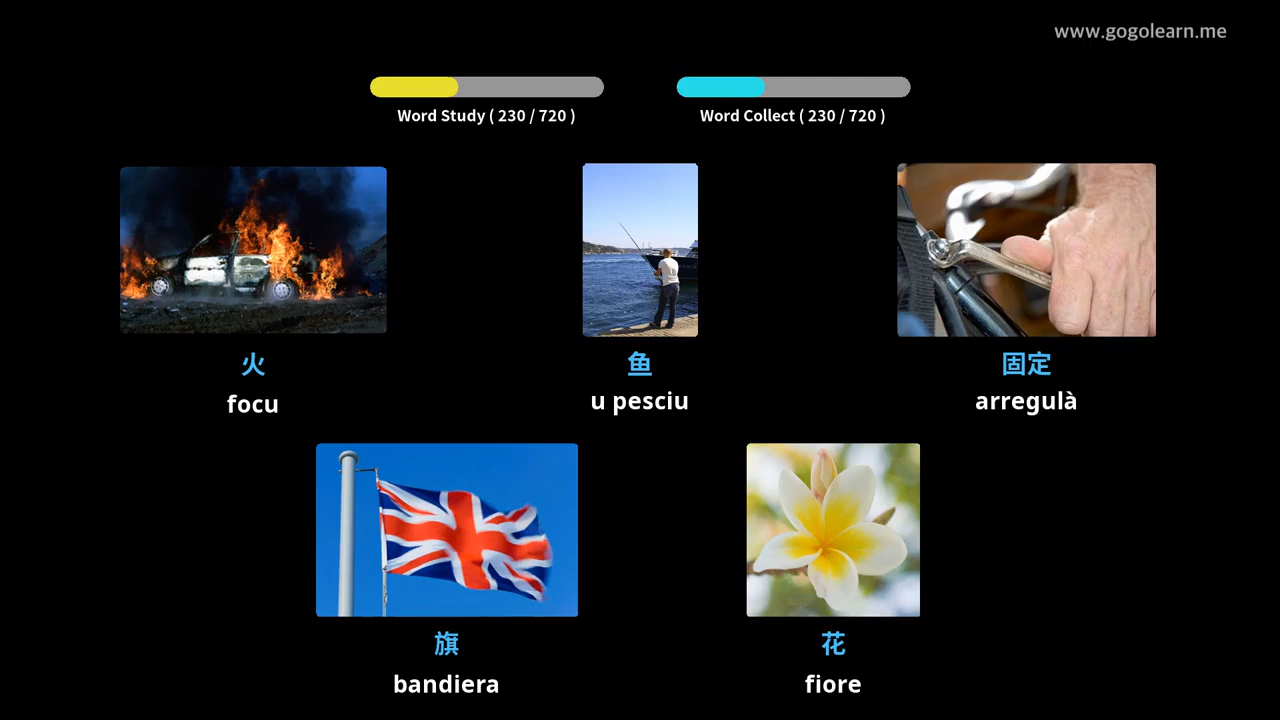 www.gogolearn.me
Word Study ( 230 / 720 )
Word Collect ( 230 / 720 )
火
focu
鱼
u pesciu
固定
arregulà
旗
bandiera
花
fiore